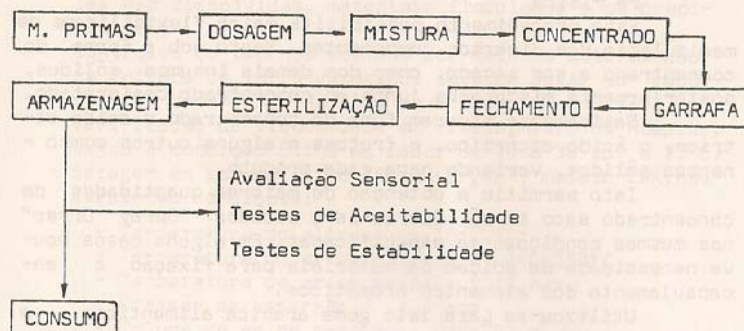 M. PRIMAS
DOSAGEM
MISTURA
CONCENTRADO
GARRAFA
FECHAMENTO
ESTERILIZAÇÃO
ARMAZENAGEM
Avaliação Sensorial
Testes de Aceitabilidade
Testes de Estabilidade
CONSUMO